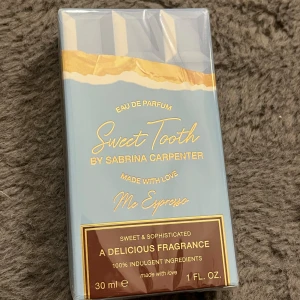 EAU DE PARFUM
Sweet Tooth
BY SABRINA CARPENTER
MADE WITH LOVE
Me Espresso
SWEET & SOPHISTICATED
A DELICIOUS FRAGRANCE
100% INDULGENT INGREDIENTS
made with love
30 ml ℮ 1 FL. OZ.